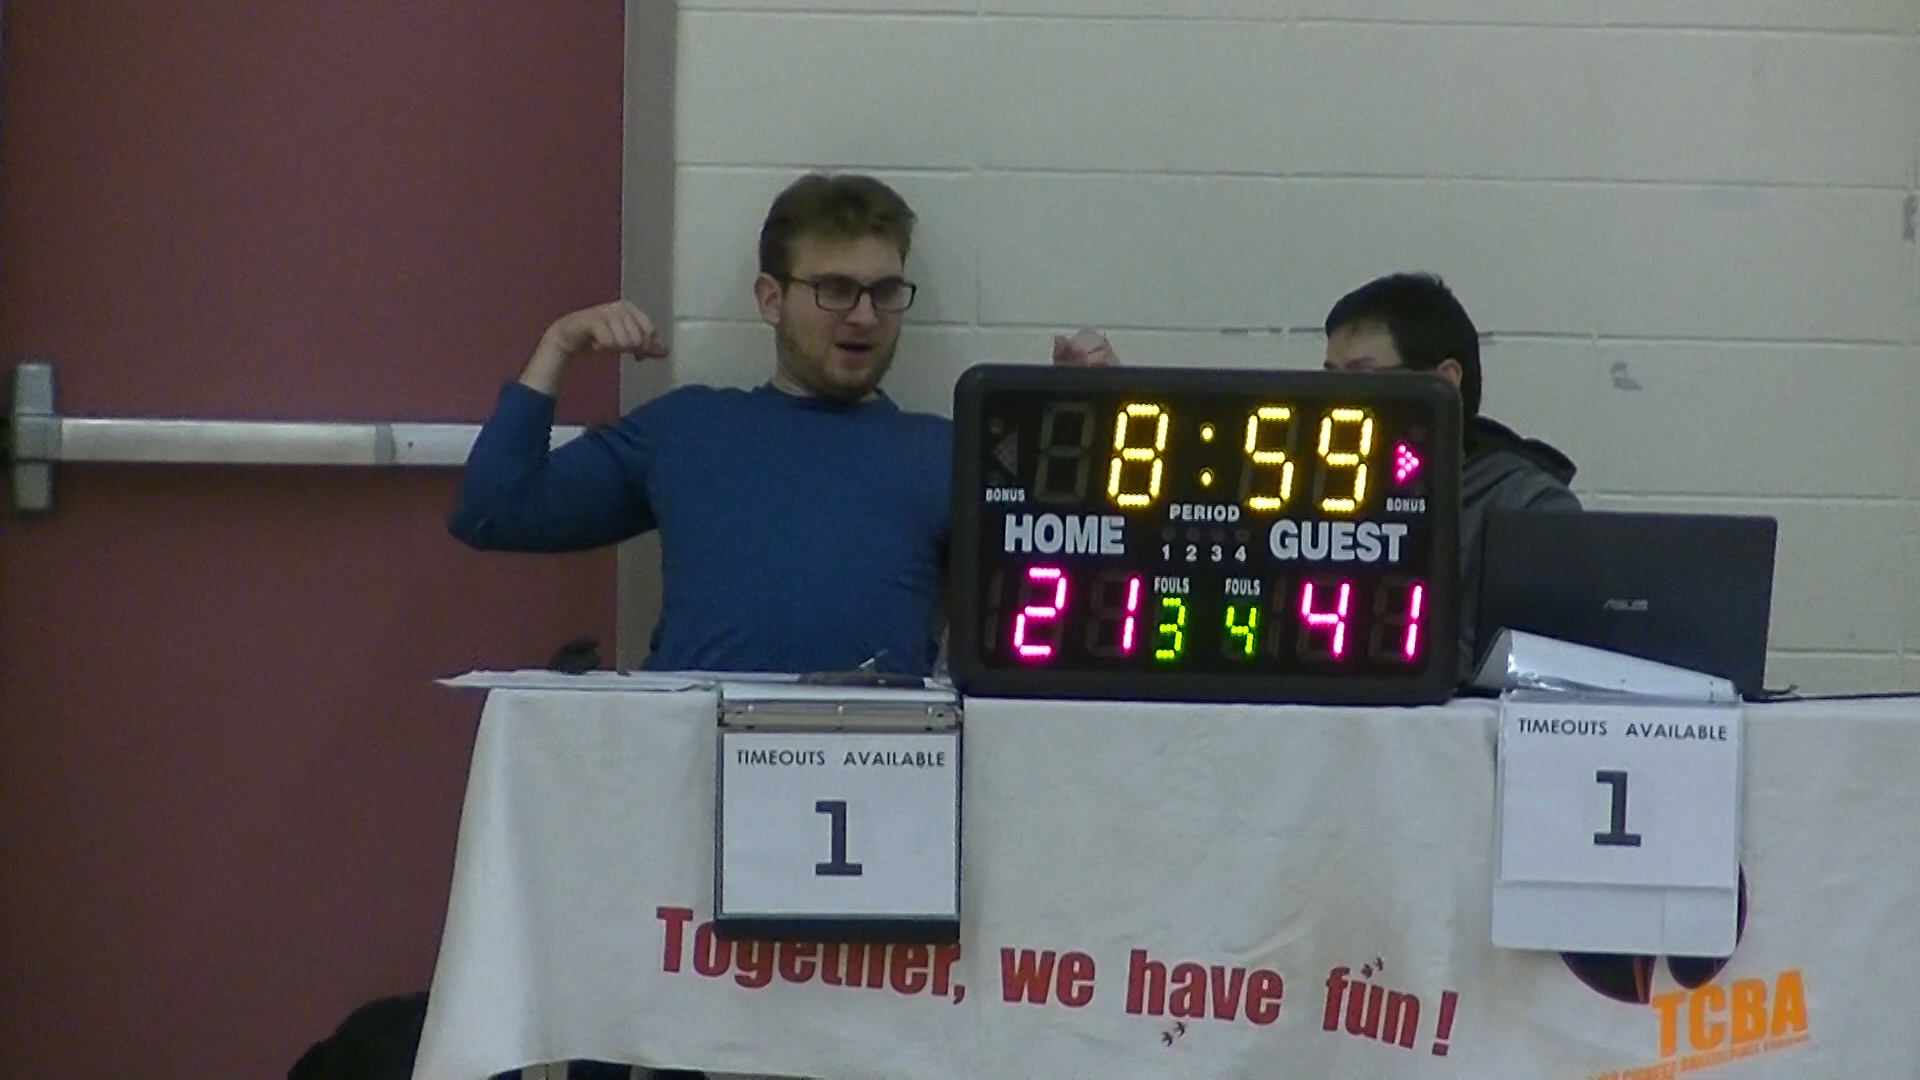 8:59
BONUS BONUS
PERIOD
HOME GUEST
1 2 3 4
FOULS FOULS
21 3 4 41
ASUS
TIMEOUTS AVAILABLE
1
TIMEOUTS AVAILABLE
1
Together, we have fun!
TCBA